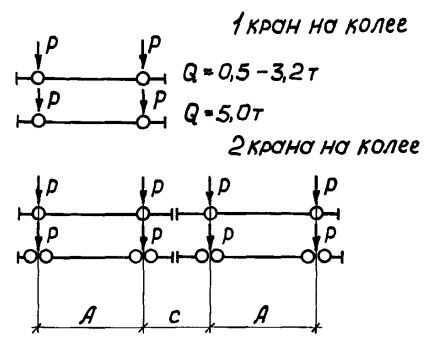 1 кран на колее
P P
Q = 0,5 – 3,2 т
P P
Q = 5,0 т
2 крана на колее
P P P P
P P P P
A c A